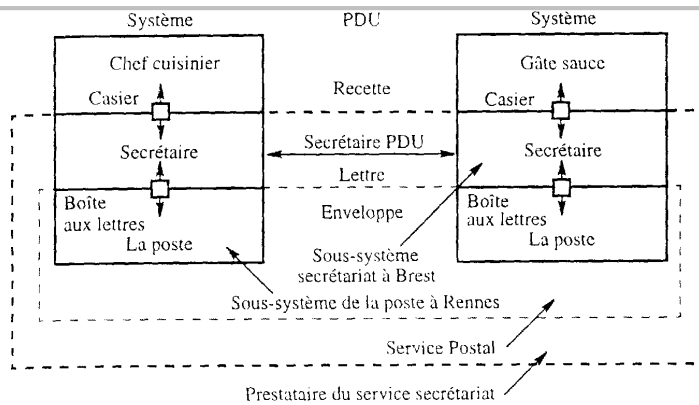 Système
PDU
Système
Chef cuisinier
Gâte sauce
Recette
Casier
Casier
Secrétaire PDU
Secrétaire
Secrétaire
Lettre
Boîte
aux lettres
Enveloppe
Boîte
aux lettres
La poste
La poste
Sous-système
secrétariat à Brest
Sous-système de la poste à Rennes
Service Postal
Prestataire du service secrétariat